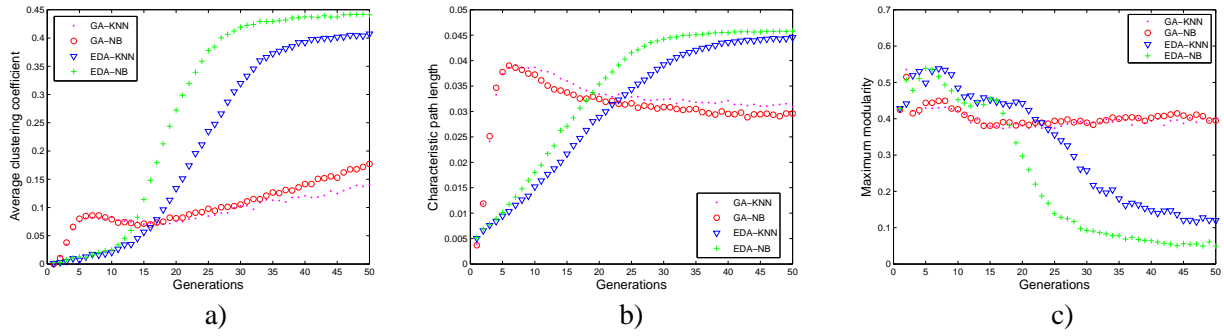 0.45
0.4
0.35
0.3
0.25
0.2
0.15
0.1
0.05
0
Average clustering coefficient
GA−KNN
GA−NB
EDA−KNN
EDA−NB
0 5 10 15 20 25 30 35 40 45 50
Generations
a)
0.05
0.045
0.04
0.035
0.03
0.025
0.02
0.015
0.01
0.005
0
Characteristic path length
GA−KNN
GA−NB
EDA−KNN
EDA−NB
0 5 10 15 20 25 30 35 40 45 50
Generations
b)
0.7
0.6
0.5
0.4
0.3
0.2
0.1
0
Maximum modularity
GA−KNN
GA−NB
EDA−KNN
EDA−NB
0 5 10 15 20 25 30 35 40 45 50
Generations
c)